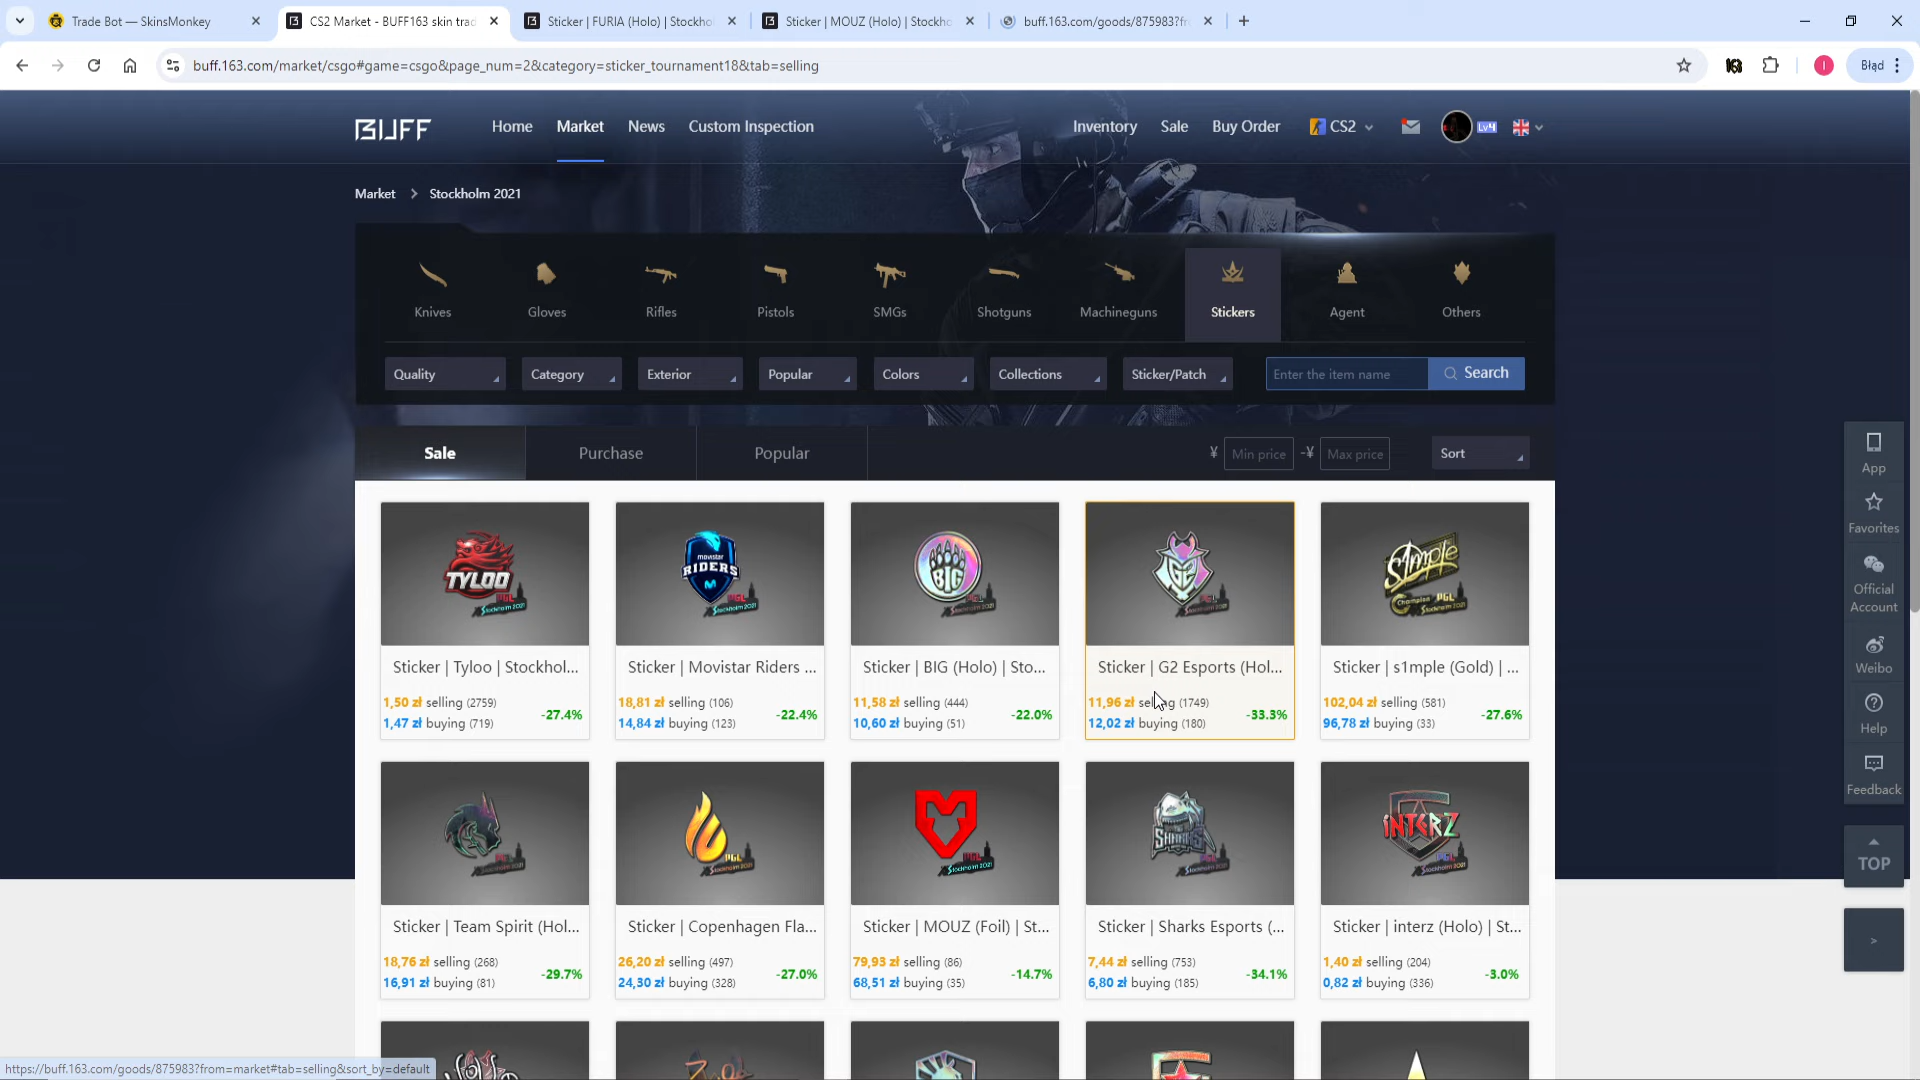 Trade Bot — SkinsMonkey
CS2 Market - BUFF163 skin trad
Sticker | FURIA (Holo) | Stockhol
Sticker | MOUZ (Holo) | Stockho
buff.163.com/goods/875983?fr
buff.163.com/market/csgo#game=csgo&page_num=2&category=sticker_tournament18&tab=selling
163
I
Błąd
BUFF
Home
Market
News
Custom Inspection
Inventory
Sale
Buy Order
CS2
LV4
Market
Stockholm 2021
Knives
Gloves
Rifles
Pistols
SMGs
Shotguns
Machineguns
Stickers
Agent
Others
Quality
Category
Exterior
Popular
Colors
Collections
Sticker/Patch
Enter the item name
Search
Sale
Purchase
Popular
¥
Min price
-¥
Max price
Sort
Sticker | Tyloo | Stockhol...
1,50 zł selling (2759)
1,47 zł buying (719)
-27.4%
Sticker | Movistar Riders ...
18,81 zł selling (106)
14,84 zł buying (123)
-22.4%
Sticker | BIG (Holo) | Sto...
11,58 zł selling (444)
10,60 zł buying (51)
-22.0%
Sticker | G2 Esports (Hol...
11,96 zł selling (1749)
12,02 zł buying (180)
-33.3%
Sticker | s1mple (Gold) | ...
102,04 zł selling (581)
96,78 zł buying (33)
-27.6%
Sticker | Team Spirit (Hol...
18,76 zł selling (268)
16,91 zł buying (81)
-29.7%
Sticker | Copenhagen Fla...
26,20 zł selling (497)
24,30 zł buying (328)
-27.0%
Sticker | MOUZ (Foil) | St...
79,93 zł selling (86)
68,51 zł buying (35)
-14.7%
Sticker | Sharks Esports (...
7,44 zł selling (753)
6,80 zł buying (185)
-34.1%
Sticker | interz (Holo) | St...
1,40 zł selling (204)
0,82 zł buying (336)
-3.0%
App
Favorites
Official
Account
Weibo
Help
Feedback
TOP
>
https://buff.163.com/goods/875983?from=market#tab=selling&sort_by=default